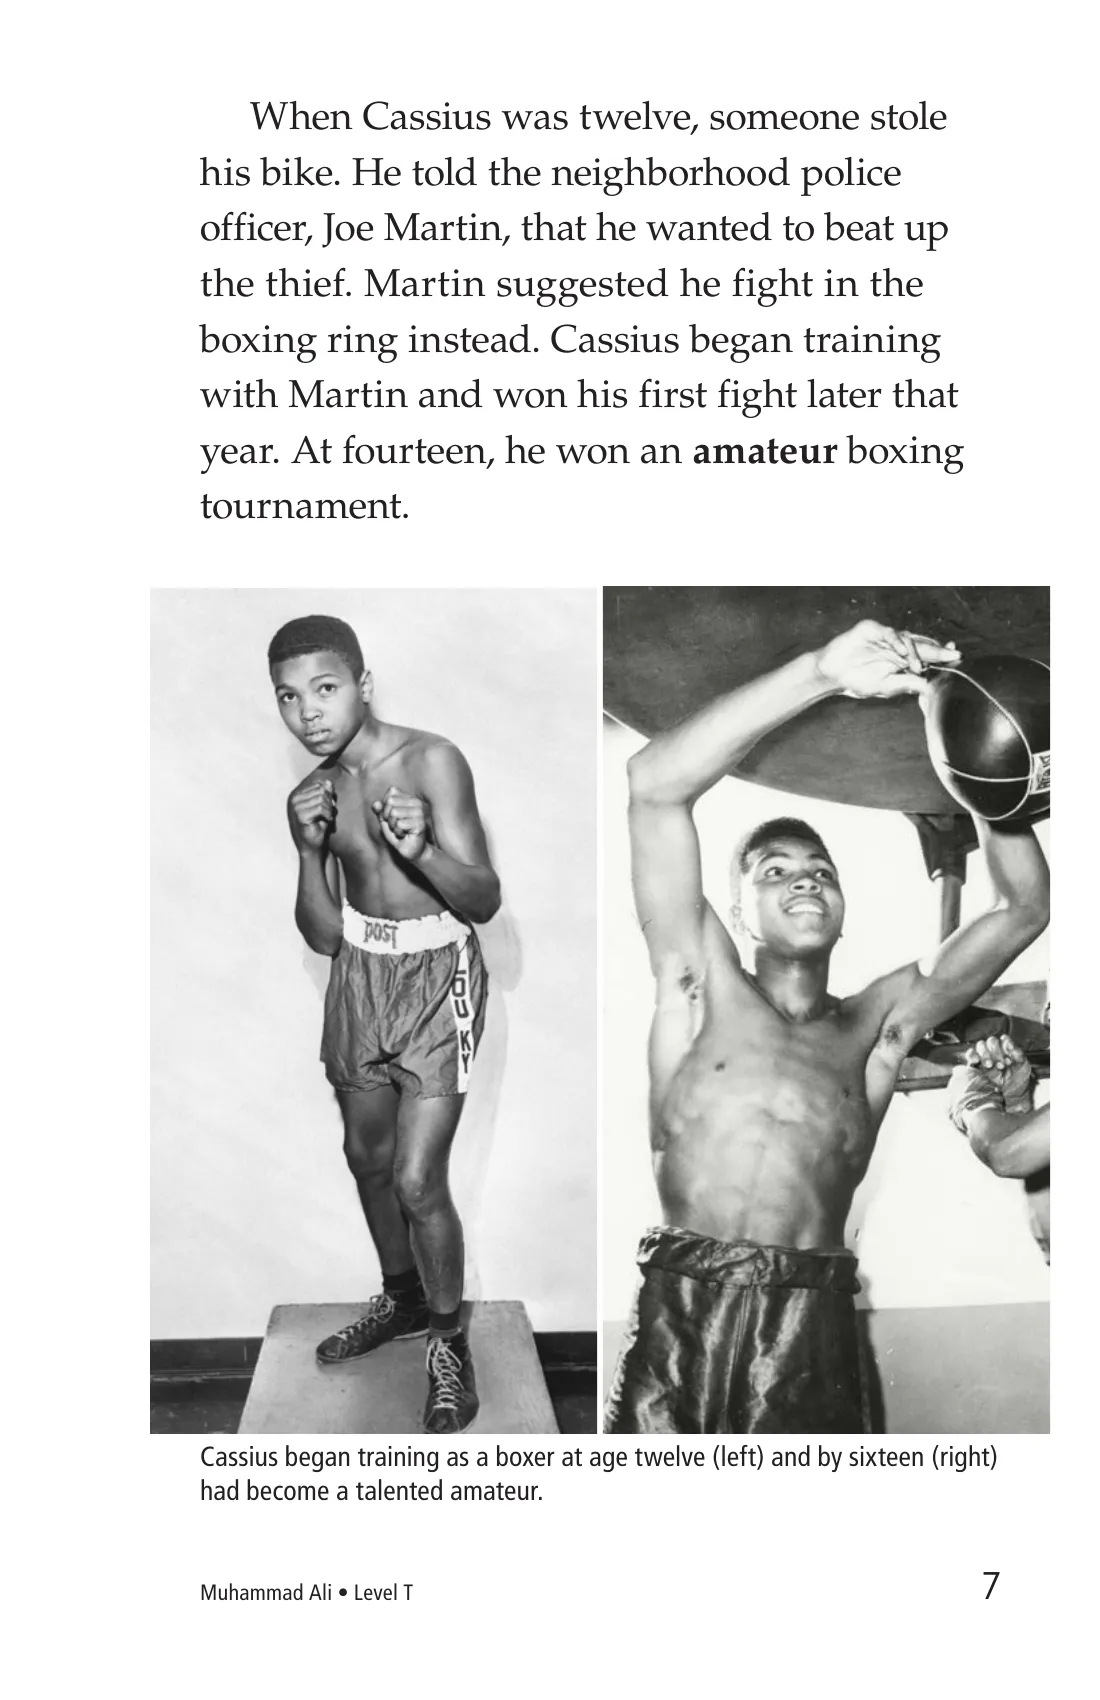 When Cassius was twelve, someone stole
his bike. He told the neighborhood police
officer, Joe Martin, that he wanted to beat up
the thief. Martin suggested he fight in the
boxing ring instead. Cassius began training
with Martin and won his first fight later that
year. At fourteen, he won an amateur boxing
tournament.
POST
LOU KY
Cassius began training as a boxer at age twelve (left) and by sixteen (right)
had become a talented amateur.
Muhammad Ali • Level T
7